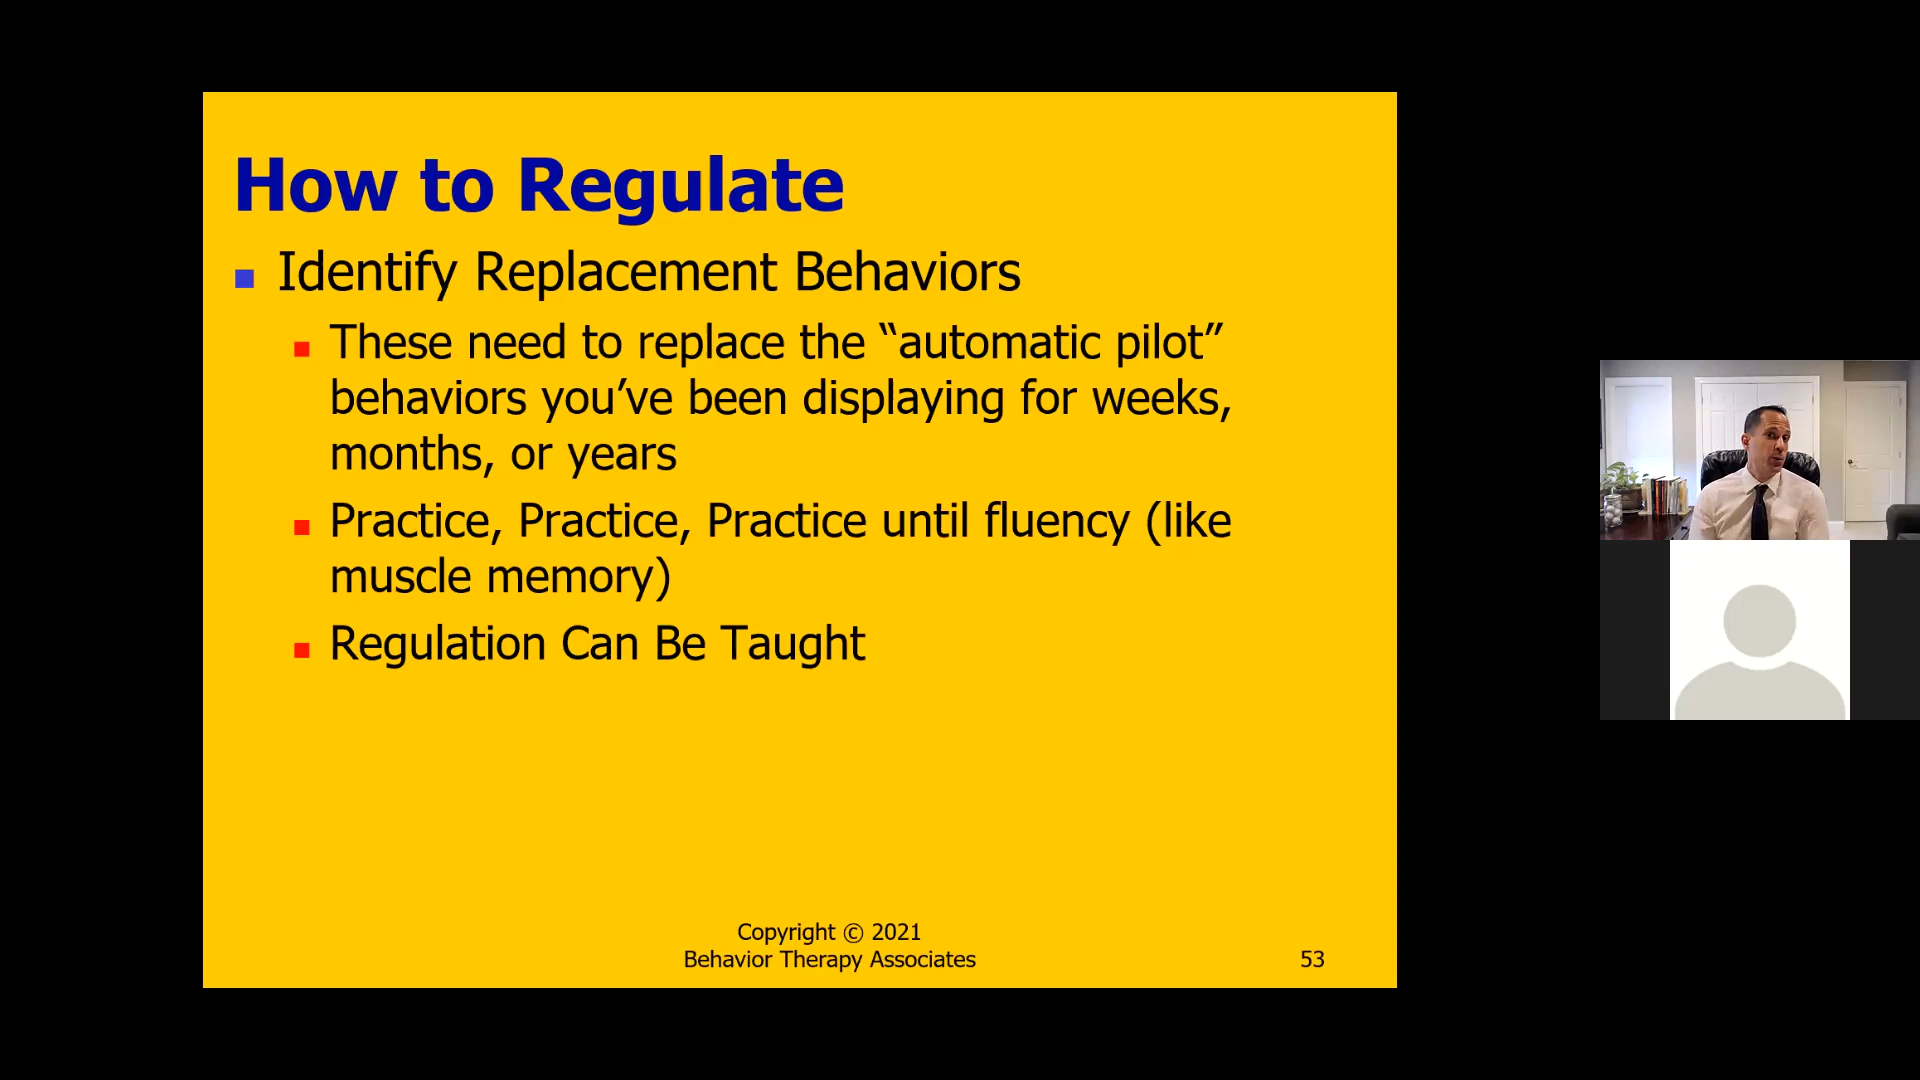 How to Regulate
Identify Replacement Behaviors
These need to replace the “automatic pilot”
behaviors you’ve been displaying for weeks,
months, or years
Practice, Practice, Practice until fluency (like
muscle memory)
Regulation Can Be Taught
Copyright © 2021
Behavior Therapy Associates
53